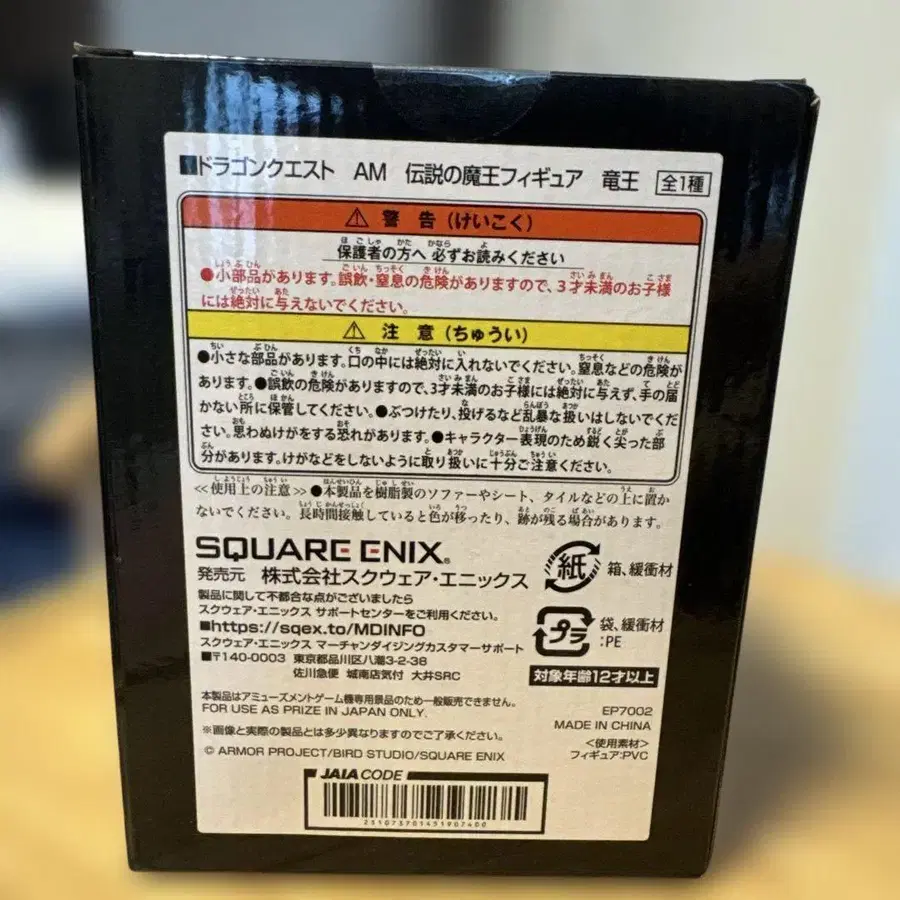 ■ドラゴンクエスト AM 伝説の魔王フィギュア 竜王 全1種
⚠ 警告(けいこく)
保護者の方へ 必ずお読みください
●小部品があります。誤飲・窒息の危険がありますので、3才未満のお子様
には絶対に与えないでください。
⚠ 注意(ちゅうい)
●小さな部品があります。口の中には絶対に入れないでください。窒息などの危険が
あります。●誤飲の危険がありますので、3才未満のお子様には絶対に与えず、手の届
かない所に保管してください。●ぶつけたり、投げるなど乱暴な扱いはしないでくだ
さい。思わぬけがをする恐れがあります。●キャラクター表現のため鋭く尖った部
分があります。けがなどをしないように取り扱いに十分ご注意ください。
≪使用上の注意≫●本製品を樹脂製のソファーやシート、タイルなどの上に置か
ないでください。長時間接触していると色が移ったり、跡が残る場合があります。
SQUARE ENIX®
発売元 株式会社スクウェア・エニックス
製品に関して不都合な点がございましたら
スクウェア・エニックス サポートセンターをご利用ください。
■https://sqex.to/MDINFO
スクウェア・エニックス マーチャンダイジングカスタマーサポート
■〒140-0003 東京都品川区八潮3-2-38
佐川急便 城南店気付 大井SRC
紙 箱、緩衝材
プラ 袋、緩衝材
:PE
対象年齢12才以上
本製品はアミューズメントゲーム機専用景品のため一般販売できません。
FOR USE AS PRIZE IN JAPAN ONLY.
※画像と実際の製品とは多少異なりますのでご了承ください。
© ARMOR PROJECT/BIRD STUDIO/SQUARE ENIX
EP7002
MADE IN CHINA
<使用素材>
フィギュア:PVC
JAIA CODE